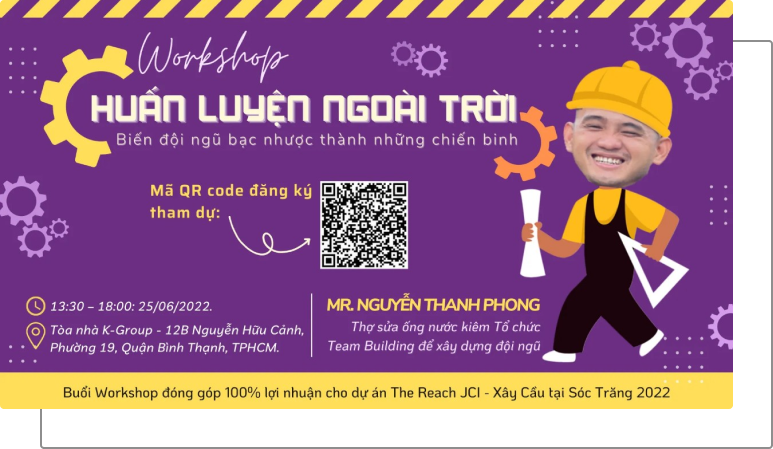 Workshop
HUẤN LUYỆN NGOÀI TRỜI
Biến đội ngũ bạc nhược thành những chiến binh
Mã QR code đăng ký
tham dự:
13:30 – 18:00: 25/06/2022.
Tòa nhà K-Group - 12B Nguyễn Hữu Cảnh,
Phường 19, Quận Bình Thạnh, TPHCM.
MR. NGUYỄN THANH PHONG
Thợ sửa ống nước kiêm Tổ chức
Team Building để xây dựng đội ngũ
Buổi Workshop đóng góp 100% lợi nhuận cho dự án The Reach JCI - Xây Cầu tại Sóc Trăng 2022